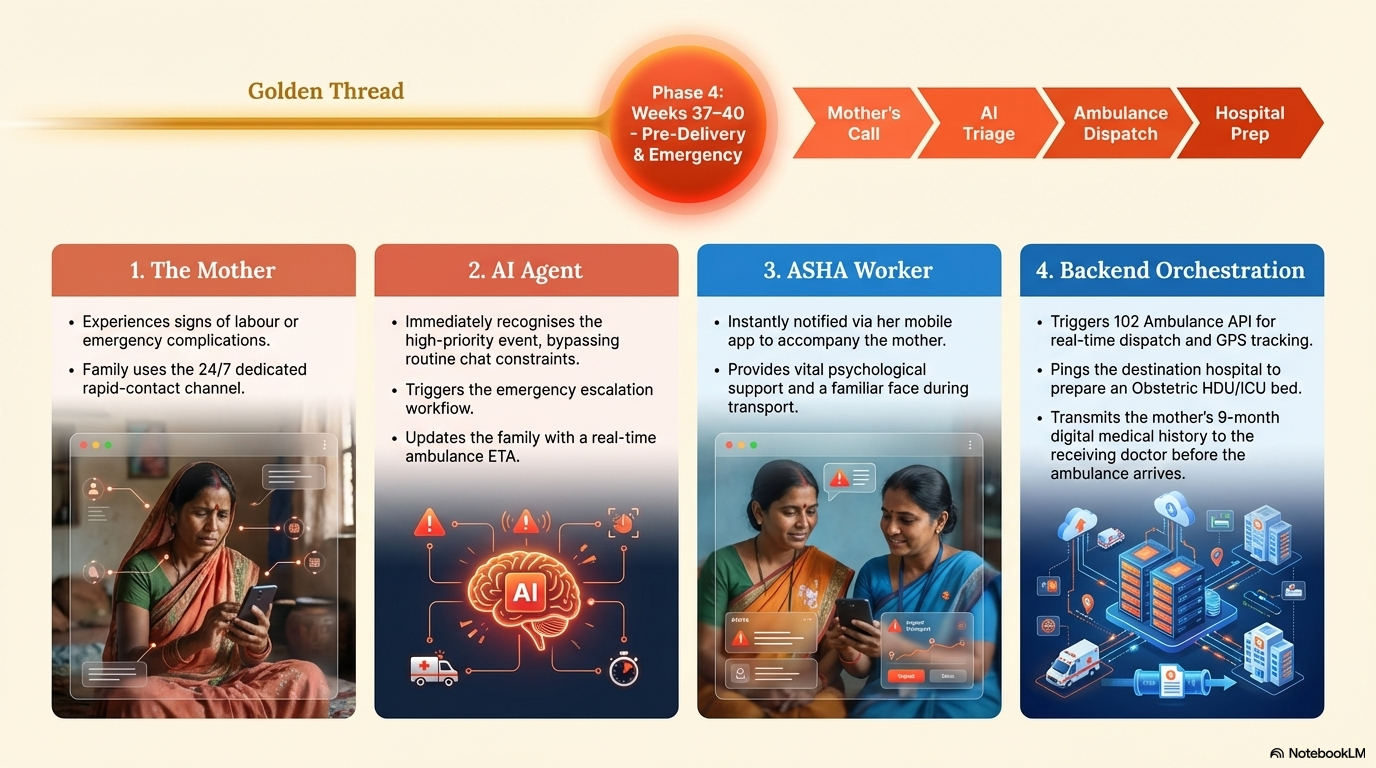 Golden Thread
Phase 4:
Weeks 37–40
- Pre-Delivery
& Emergency
Mother's
Call
AI
Triage
Ambulance
Dispatch
Hospital
Prep
1. The Mother
• Experiences signs of labour or
emergency complications.
• Family uses the 24/7 dedicated
rapid-contact channel.
2. AI Agent
• Immediately recognises the
high-priority event, bypassing
routine chat constraints.
• Triggers the emergency escalation
workflow.
• Updates the family with a real-time
ambulance ETA.
AI
3. ASHA Worker
• Instantly notified via her mobile
app to accompany the mother.
• Provides vital psychological
support and a familiar face during
transport.
4. Backend Orchestration
• Triggers 102 Ambulance API for
real-time dispatch and GPS tracking.
• Pings the destination hospital to
prepare an Obstetric HDU/ICU bed.
• Transmits the mother's 9-month
digital medical history to the
receiving doctor before the
ambulance arrives.
NotebookLM